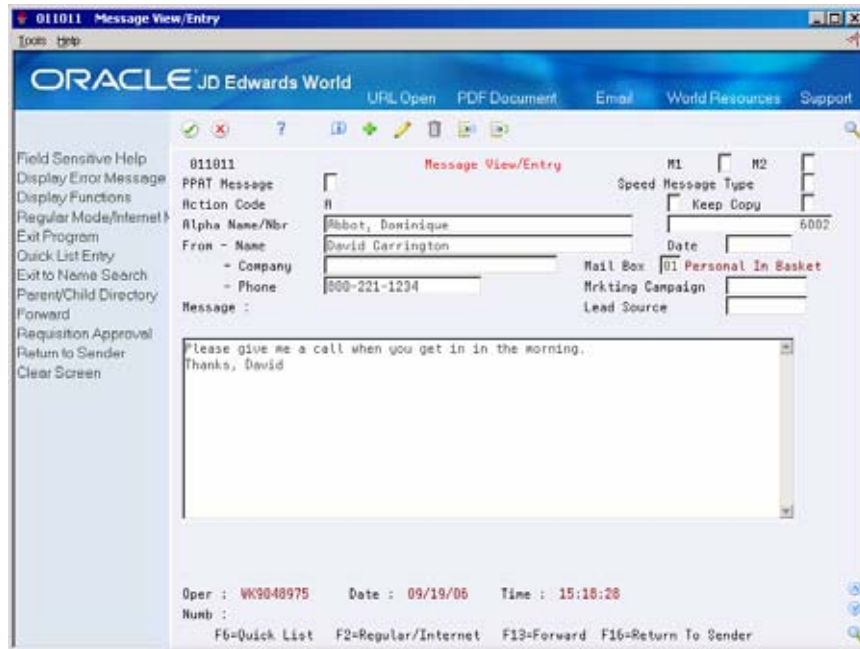 011011 Message View/Entry
Tools Help
ORACLE JD Edwards World
URL Open PDF Document Email World Resources Support
Field Sensitive Help
Display Error Message
Display Functions
Regular Mode/Internet M
Exit Program
Quick List Entry
Exit to Name Search
Parent/Child Directory
Forward
Requisition Approval
Return to Sender
Clear Screen
011011 Message View/Entry M1 M2
PPAT Message Speed Message Type
Action Code A Keep Copy
Alpha Name/Nbr Abbot, Dominique 6002
From - Name David Carrington Date
- Company Mail Box 01 Personal In Basket
- Phone 800-221-1234 Mrkting Campaign
Message : Lead Source
Please give me a call when you get in in the morning.
Thanks, David
Oper : WK9048975 Date : 09/19/06 Time : 15:18:28
Numb :
F6=Quick List F2=Regular/Internet F13=Forward F16=Return To Sender